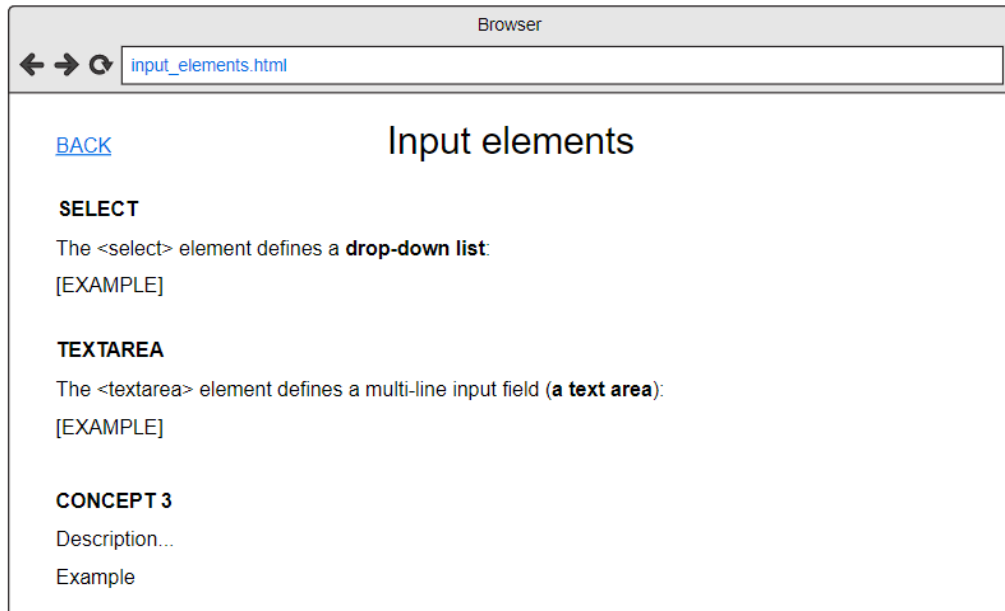 Browser
input_elements.html
BACK
Input elements
SELECT
The <select> element defines a drop-down list:
[EXAMPLE]
TEXTAREA
The <textarea> element defines a multi-line input field (a text area):
[EXAMPLE]
CONCEPT 3
Description...
Example